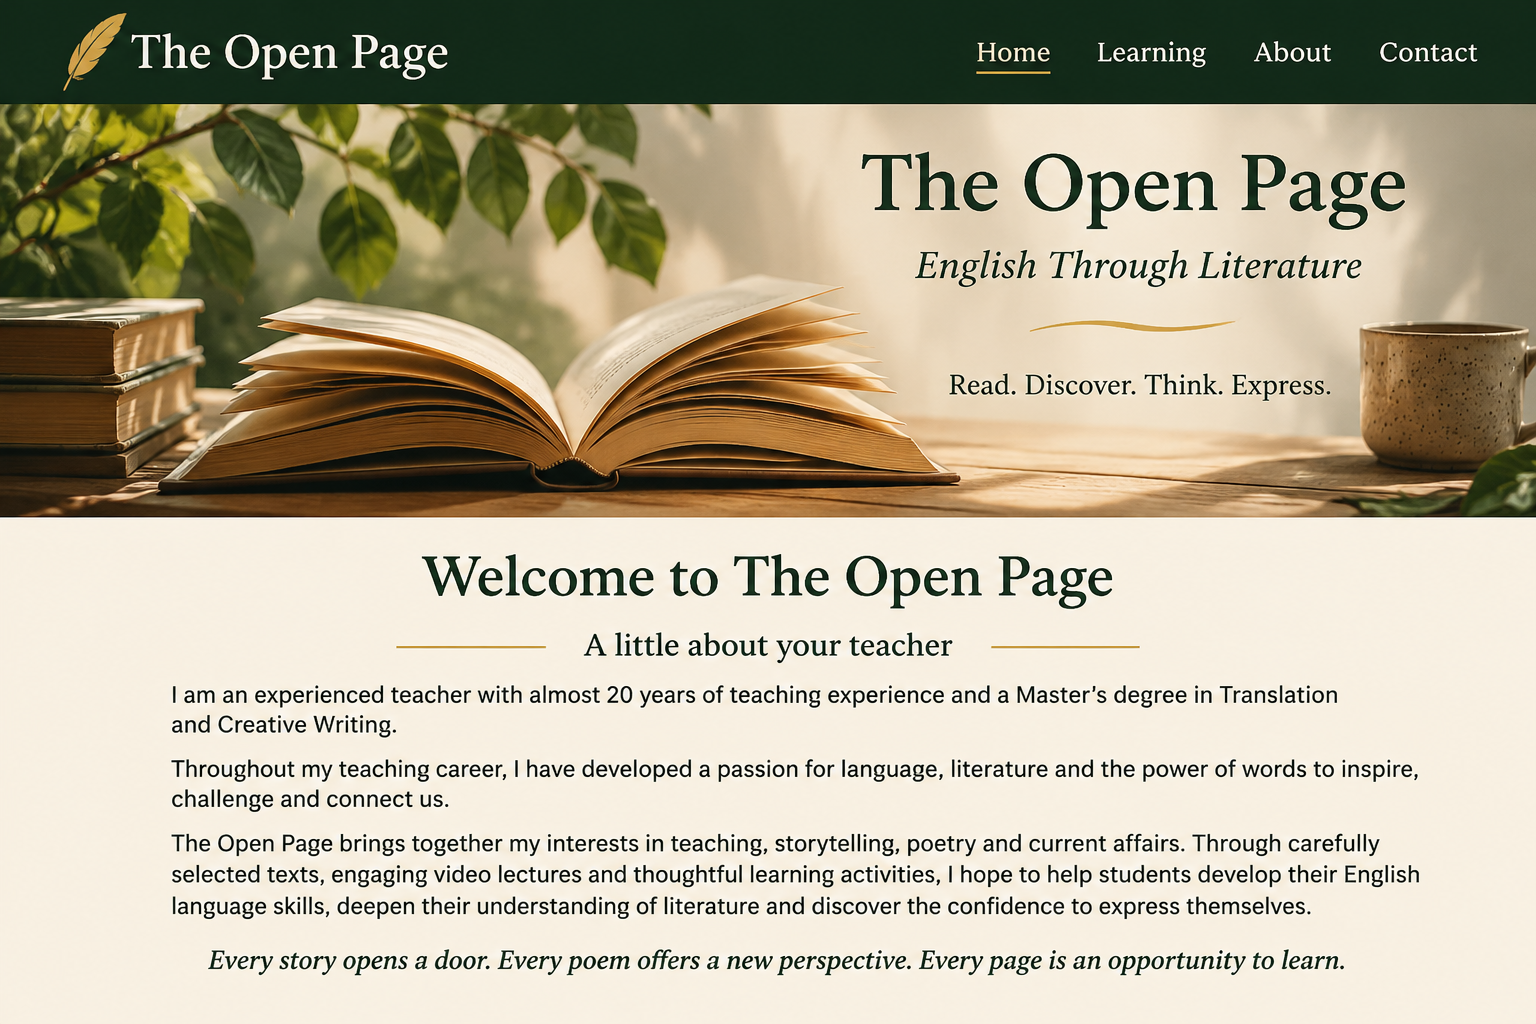 The Open Page
Home Learning About Contact
The Open Page
English Through Literature
Read. Discover. Think. Express.
Welcome to The Open Page
A little about your teacher
I am an experienced teacher with almost 20 years of teaching experience and a Master’s degree in Translation
and Creative Writing.
Throughout my teaching career, I have developed a passion for language, literature and the power of words to inspire,
challenge and connect us.
The Open Page brings together my interests in teaching, storytelling, poetry and current affairs. Through carefully
selected texts, engaging video lectures and thoughtful learning activities, I hope to help students develop their English
language skills, deepen their understanding of literature and discover the confidence to express themselves.
Every story opens a door. Every poem offers a new perspective. Every page is an opportunity to learn.